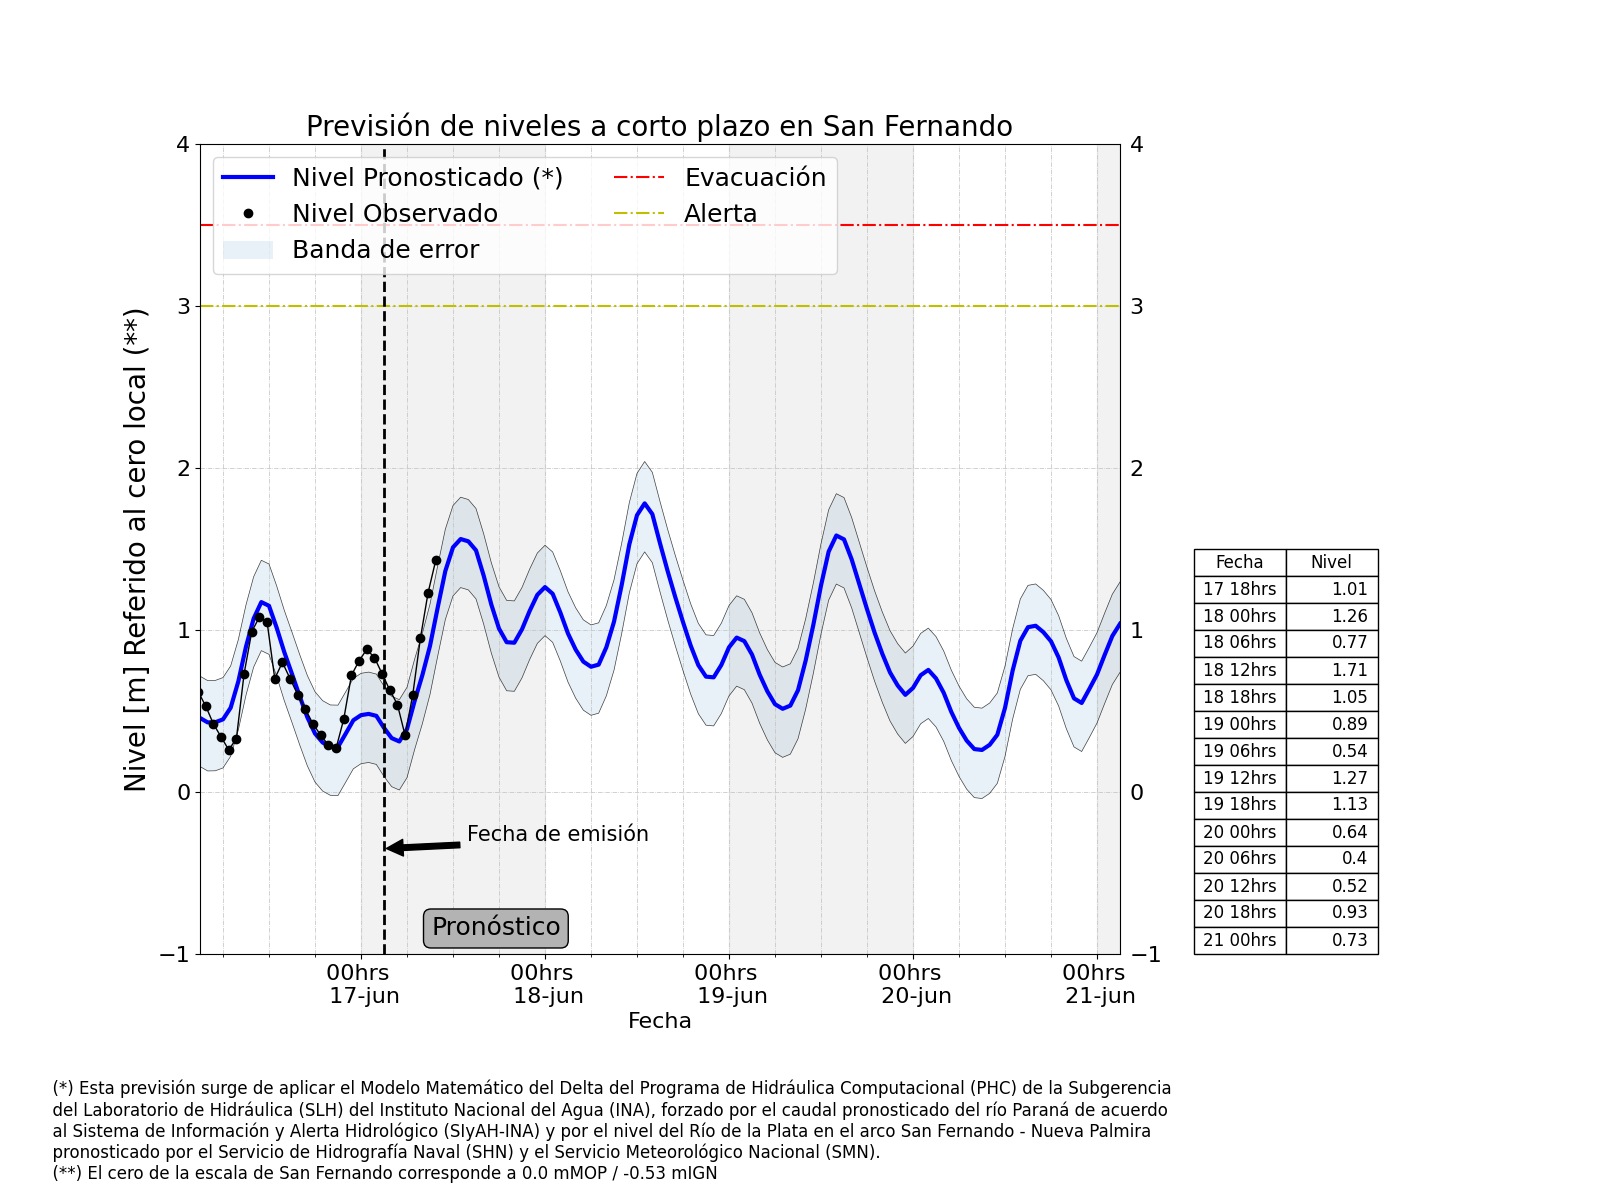 Previsión de niveles a corto plazo en San Fernando
Nivel Pronosticado (*)
Nivel Observado
Banda de error
Evacuación
Alerta
Nivel [m] Referido al cero local (**)
4
3
2
1
0
−1
4
3
2
1
0
−1
Fecha de emisión
Pronóstico
00hrs
17-jun
00hrs
18-jun
00hrs
19-jun
00hrs
20-jun
00hrs
21-jun
Fecha
Fecha Nivel
17 18hrs 1.01
18 00hrs 1.26
18 06hrs 0.77
18 12hrs 1.71
18 18hrs 1.05
19 00hrs 0.89
19 06hrs 0.54
19 12hrs 1.27
19 18hrs 1.13
20 00hrs 0.64
20 06hrs 0.4
20 12hrs 0.52
20 18hrs 0.93
21 00hrs 0.73
(*) Esta previsión surge de aplicar el Modelo Matemático del Delta del Programa de Hidráulica Computacional (PHC) de la Subgerencia
del Laboratorio de Hidráulica (SLH) del Instituto Nacional del Agua (INA), forzado por el caudal pronosticado del río Paraná de acuerdo
al Sistema de Información y Alerta Hidrológico (SIyAH-INA) y por el nivel del Río de la Plata en el arco San Fernando - Nueva Palmira
pronosticado por el Servicio de Hidrografía Naval (SHN) y el Servicio Meteorológico Nacional (SMN).
(**) El cero de la escala de San Fernando corresponde a 0.0 mMOP / -0.53 mIGN